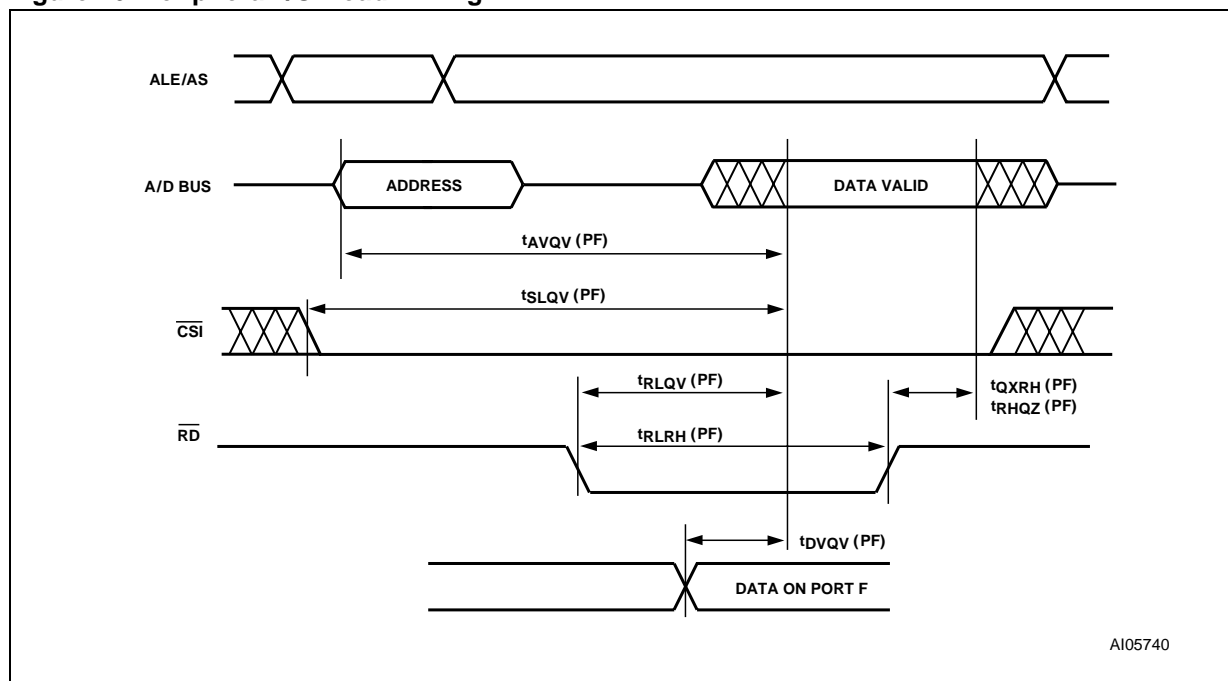 ALE/AS
A/D BUS
ADDRESS
DATA VALID
tAVQV (PF)
tSLQV (PF)
CSI
tRLQV (PF)
tQXRH (PF)
tRHQZ (PF)
RD
tRLRH (PF)
tDVQV (PF)
DATA ON PORT F
AI05740